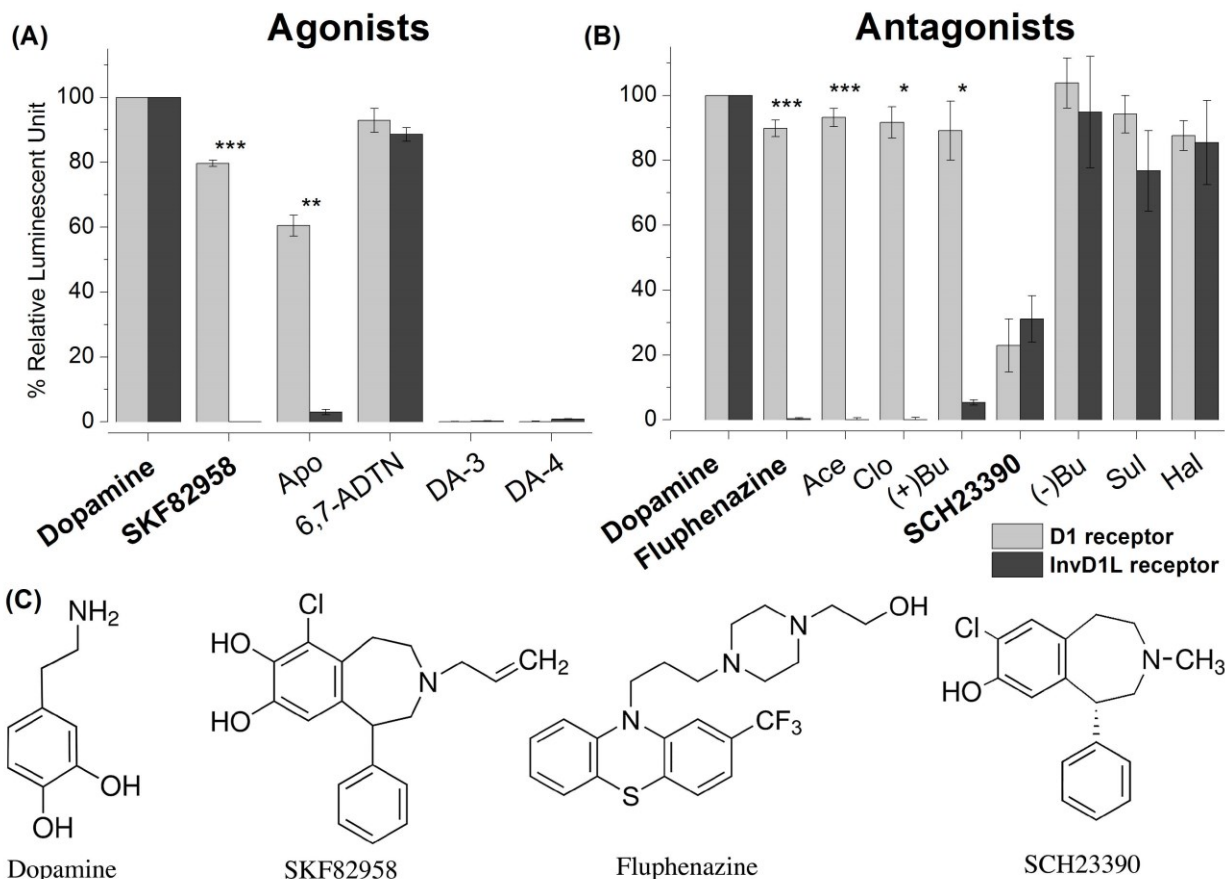 (A) Agonists
% Relative Luminescent Unit
100
80
60
40
20
0
***
**
Dopamine
SKF82958
Apo
6,7-ADTN
DA-3
DA-4
(B) Antagonists
100
80
60
40
20
0
***
***
*
*
Dopamine
Fluphenazine
Ace
Clo
(+)Bu
SCH23390
(-)Bu
Sul
Hal
D1 receptor
InvD1L receptor
(C)
NH2
OH
OH
Dopamine
Cl
HO
HO
N
CH2
SKF82958
OH
N
N
N
CF3
S
Fluphenazine
Cl
HO
N-CH3
SCH23390